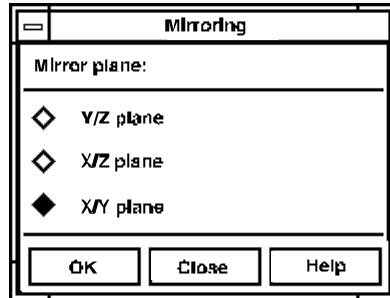 Mirroring
Mirror plane:
Y/Z plane
X/Z plane
X/Y plane
OK Close Help